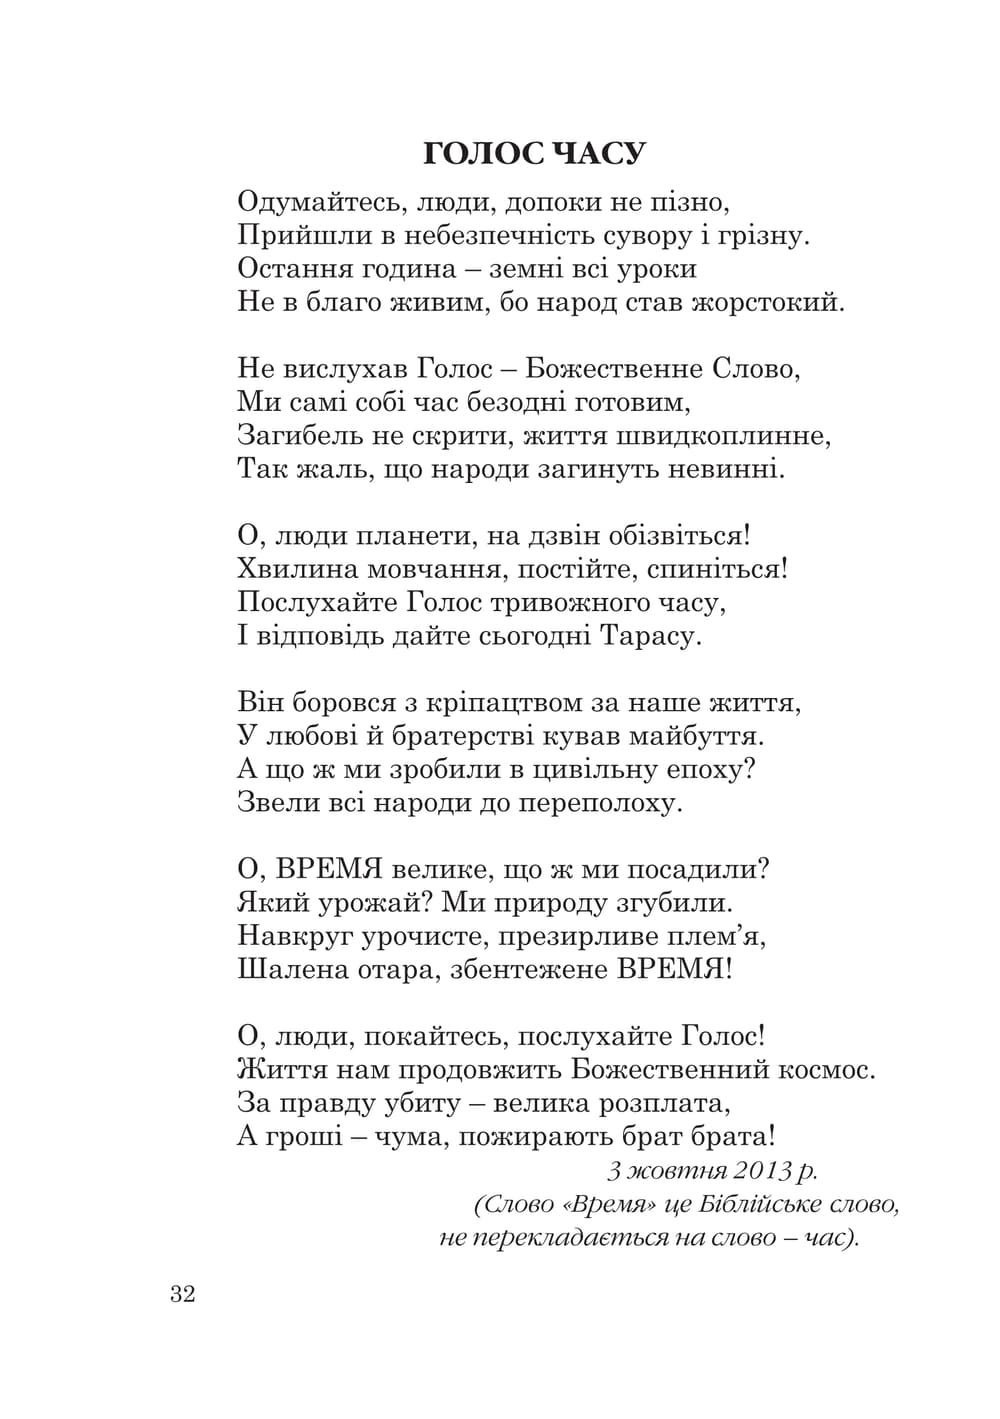 ГОЛОС ЧАСУ
Одумайтесь, люди, допоки не пізно,
Прийшли в небезпечність сувору і грізну.
Остання година – земні всі уроки
Не в благо живим, бо народ став жорстокий.
Не вислухав Голос – Божественне Слово,
Ми самі собі час безодні готовим,
Загибель не скрити, життя швидкоплинне,
Так жаль, що народи загинуть невинні.
О, люди планети, на дзвін обізвіться!
Хвилина мовчання, постійте, спиніться!
Послухайте Голос тривожного часу,
І відповідь дайте сьогодні Тарасу.
Він боровся з кріпацтвом за наше життя,
У любові й братерстві кував майбуття.
А що ж ми зробили в цивільну епоху?
Звели всі народи до переполоху.
О, ВРЕМЯ велике, що ж ми посадили?
Який урожай? Ми природу згубили.
Навкруг урочисте, презирливе плем’я,
Шалена отара, збентежене ВРЕМЯ!
О, люди, покайтесь, послухайте Голос!
Життя нам продовжить Божественний космос.
За правду убиту – велика розплата,
А гроші – чума, пожирають брат брата!
3 жовтня 2013 р.
(Слово «Время» це Біблійське слово,
не перекладається на слово – час).
32